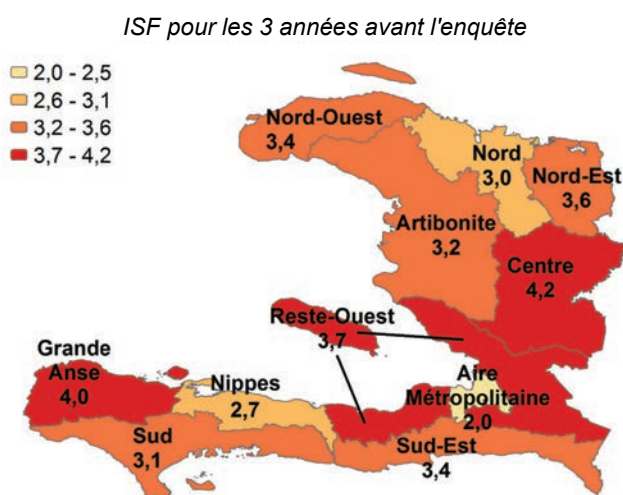 ISF pour les 3 années avant l'enquête
2,0 - 2,5
2,6 - 3,1
3,2 - 3,6
3,7 - 4,2
Nord-Ouest
3,4
Nord
3,0
Nord-Est
3,6
Artibonite
3,2
Centre
4,2
Reste-Ouest
3,7
Grande
Anse
4,0
Nippes
2,7
Aire
Métropolitaine
2,0
Sud
3,1
Sud-Est
3,4